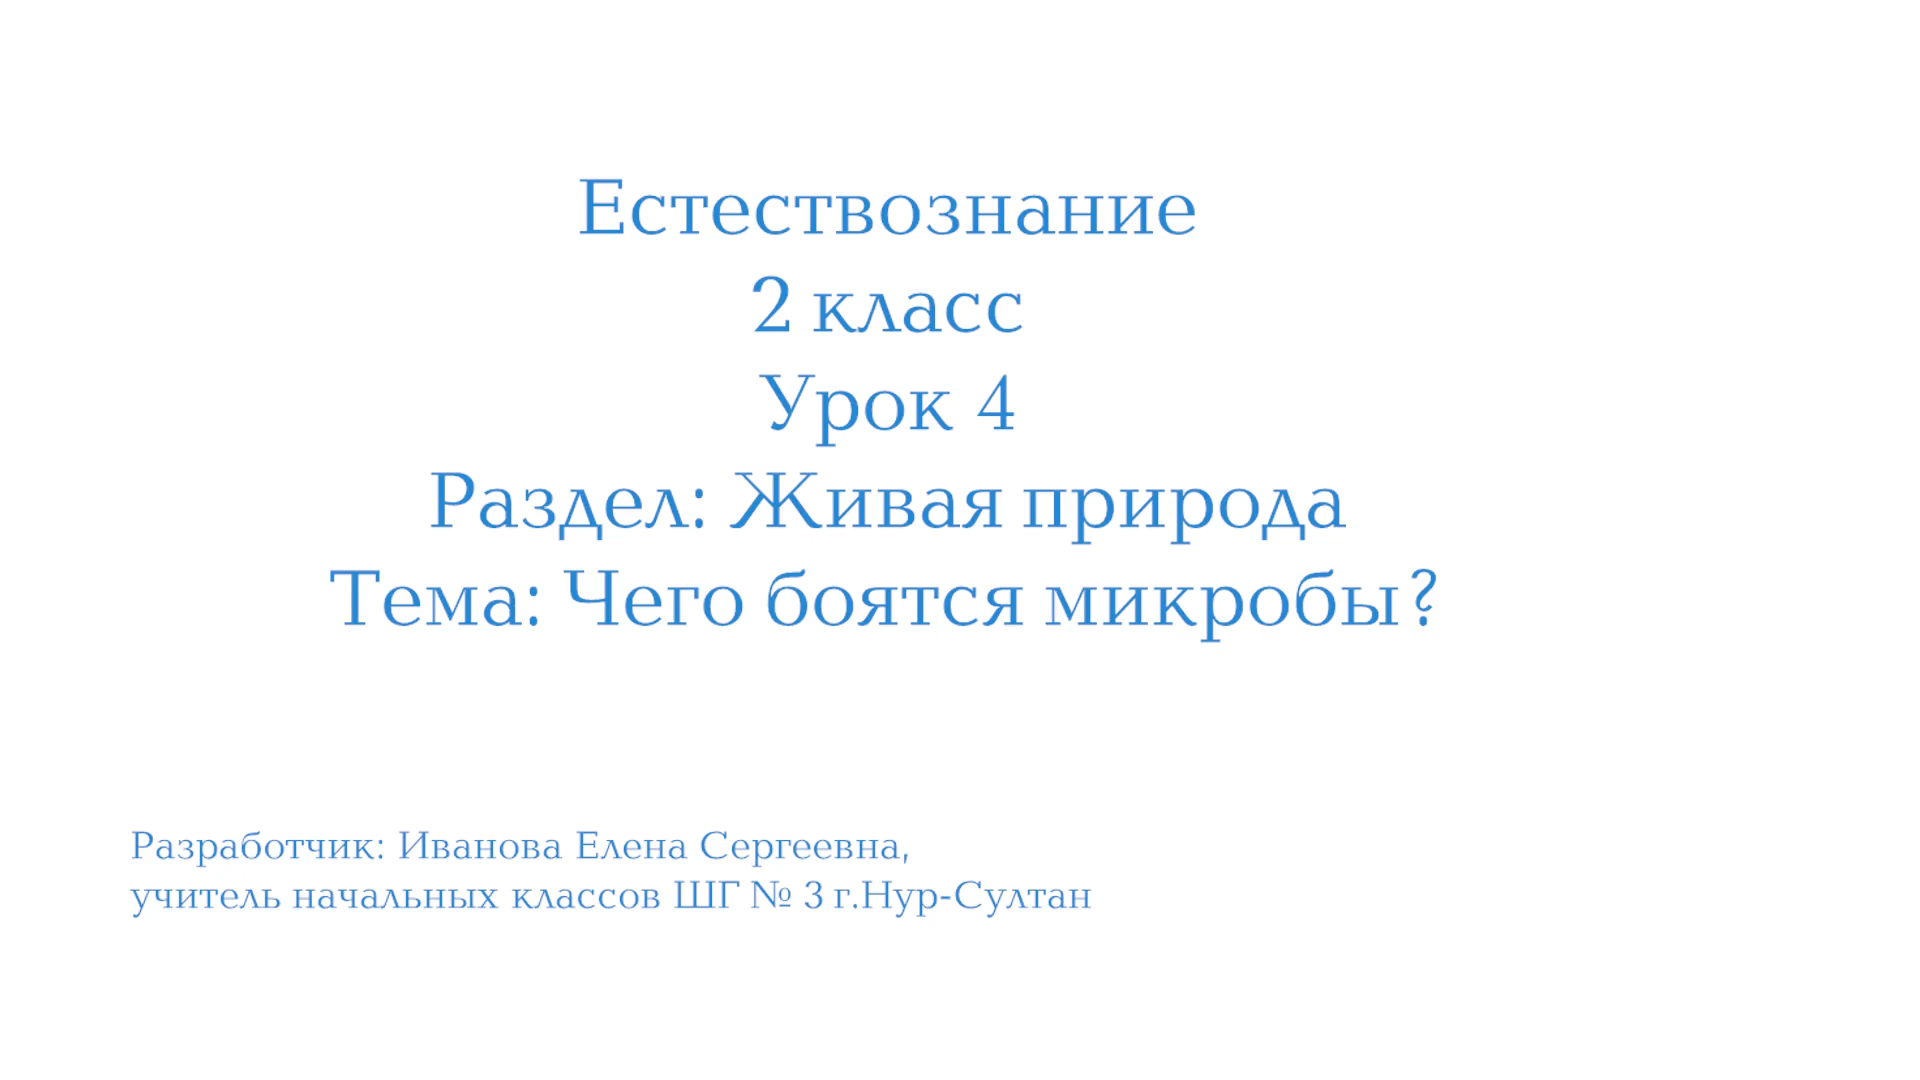 Естествознание
2 класс
Урок 4
Раздел: Живая природа
Тема: Чего боятся микробы?
Разработчик: Иванова Елена Сергеевна,
учитель начальных классов ШГ № 3 г.Нур-Султан